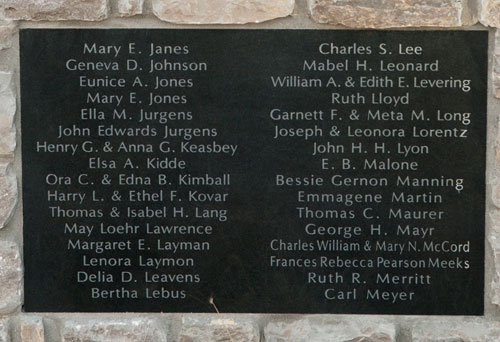 Mary E. Janes
Geneva D. Johnson
Eunice A. Jones
Mary E. Jones
Ella M. Jurgens
John Edwards Jurgens
Henry G. & Anna G. Keasbey
Elsa A. Kidde
Ora C. & Edna B. Kimball
Harry L. & Ethel F. Kovar
Thomas & Isabel H. Lang
May Loehr Lawrence
Margaret E. Layman
Lenora Laymon
Delia D. Leavens
Bertha Lebus
Charles S. Lee
Mabel H. Leonard
William A. & Edith E. Levering
Ruth Lloyd
Garnett F. & Meta M. Long
Joseph & Leonora Lorentz
John H. H. Lyon
E. B. Malone
Bessie Gernon Manning
Emmagene Martin
Thomas C. Maurer
George H. Mayr
Charles William & Mary N. McCord
Frances Rebecca Pearson Meeks
Ruth R. Merritt
Carl Meyer